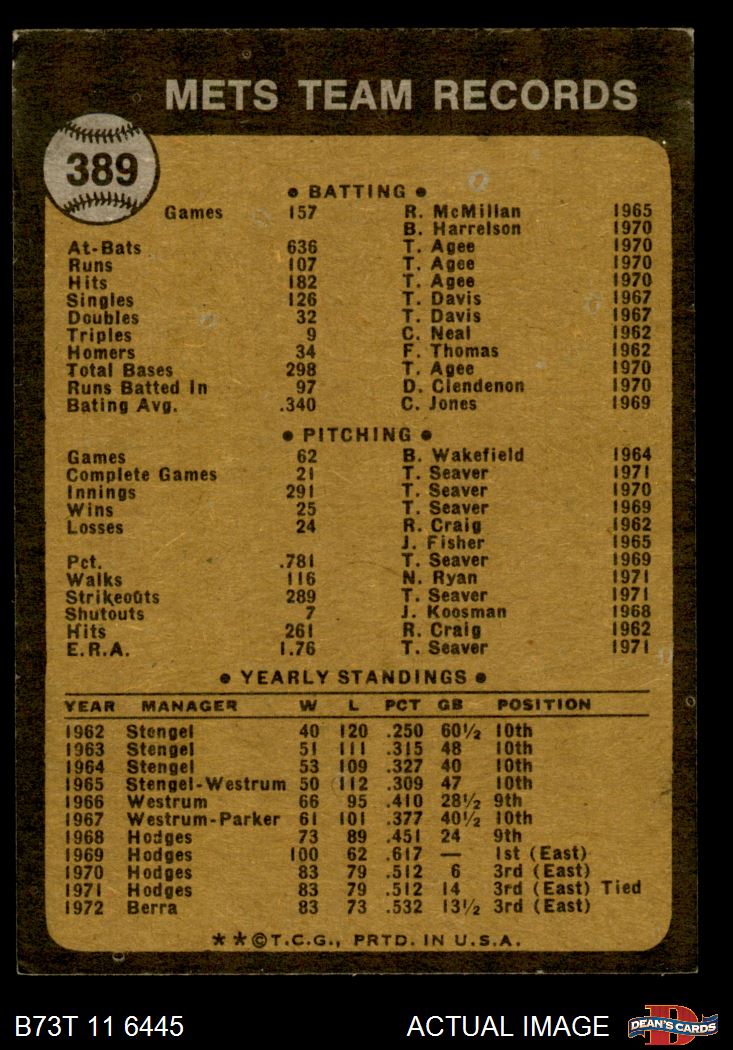 METS TEAM RECORDS
389
• BATTING •
Games 157 R. McMillan 1965
B. Harrelson 1970
At-Bats 636 T. Agee 1970
Runs 107 T. Agee 1970
Hits 182 T. Agee 1970
Singles 126 T. Davis 1967
Doubles 32 T. Davis 1967
Triples 9 C. Neal 1962
Homers 34 F. Thomas 1962
Total Bases 298 T. Agee 1970
Runs Batted In 97 D. Clendenon 1970
Bating Avg. .340 C. Jones 1969
• PITCHING •
Games 62 B. Wakefield 1964
Complete Games 21 T. Seaver 1971
Innings 291 T. Seaver 1970
Wins 25 T. Seaver 1969
Losses 24 R. Craig 1962
J. Fisher 1965
Pct. .781 T. Seaver 1969
Walks 116 N. Ryan 1971
Strikeouts 289 T. Seaver 1971
Shutouts 7 J. Koosman 1968
Hits 261 R. Craig 1962
E.R.A. 1.76 T. Seaver 1971
• YEARLY STANDINGS •
YEAR MANAGER W L PCT GB POSITION
1962 Stengel 40 120 .250 60½ 10th
1963 Stengel 51 111 .315 48 10th
1964 Stengel 53 109 .327 40 10th
1965 Stengel-Westrum 50 112 .309 47 10th
1966 Westrum 66 95 .410 28½ 9th
1967 Westrum-Parker 61 101 .377 40½ 10th
1968 Hodges 73 89 .451 24 9th
1969 Hodges 100 62 .617 — 1st (East)
1970 Hodges 83 79 .512 6 3rd (East)
1971 Hodges 83 79 .512 14 3rd (East) Tied
1972 Berra 83 73 .532 13½ 3rd (East)
* * © T.C.G., PRTD. IN U.S.A.
B73T 11 6445 ACTUAL IMAGE DEAN'S CARDS